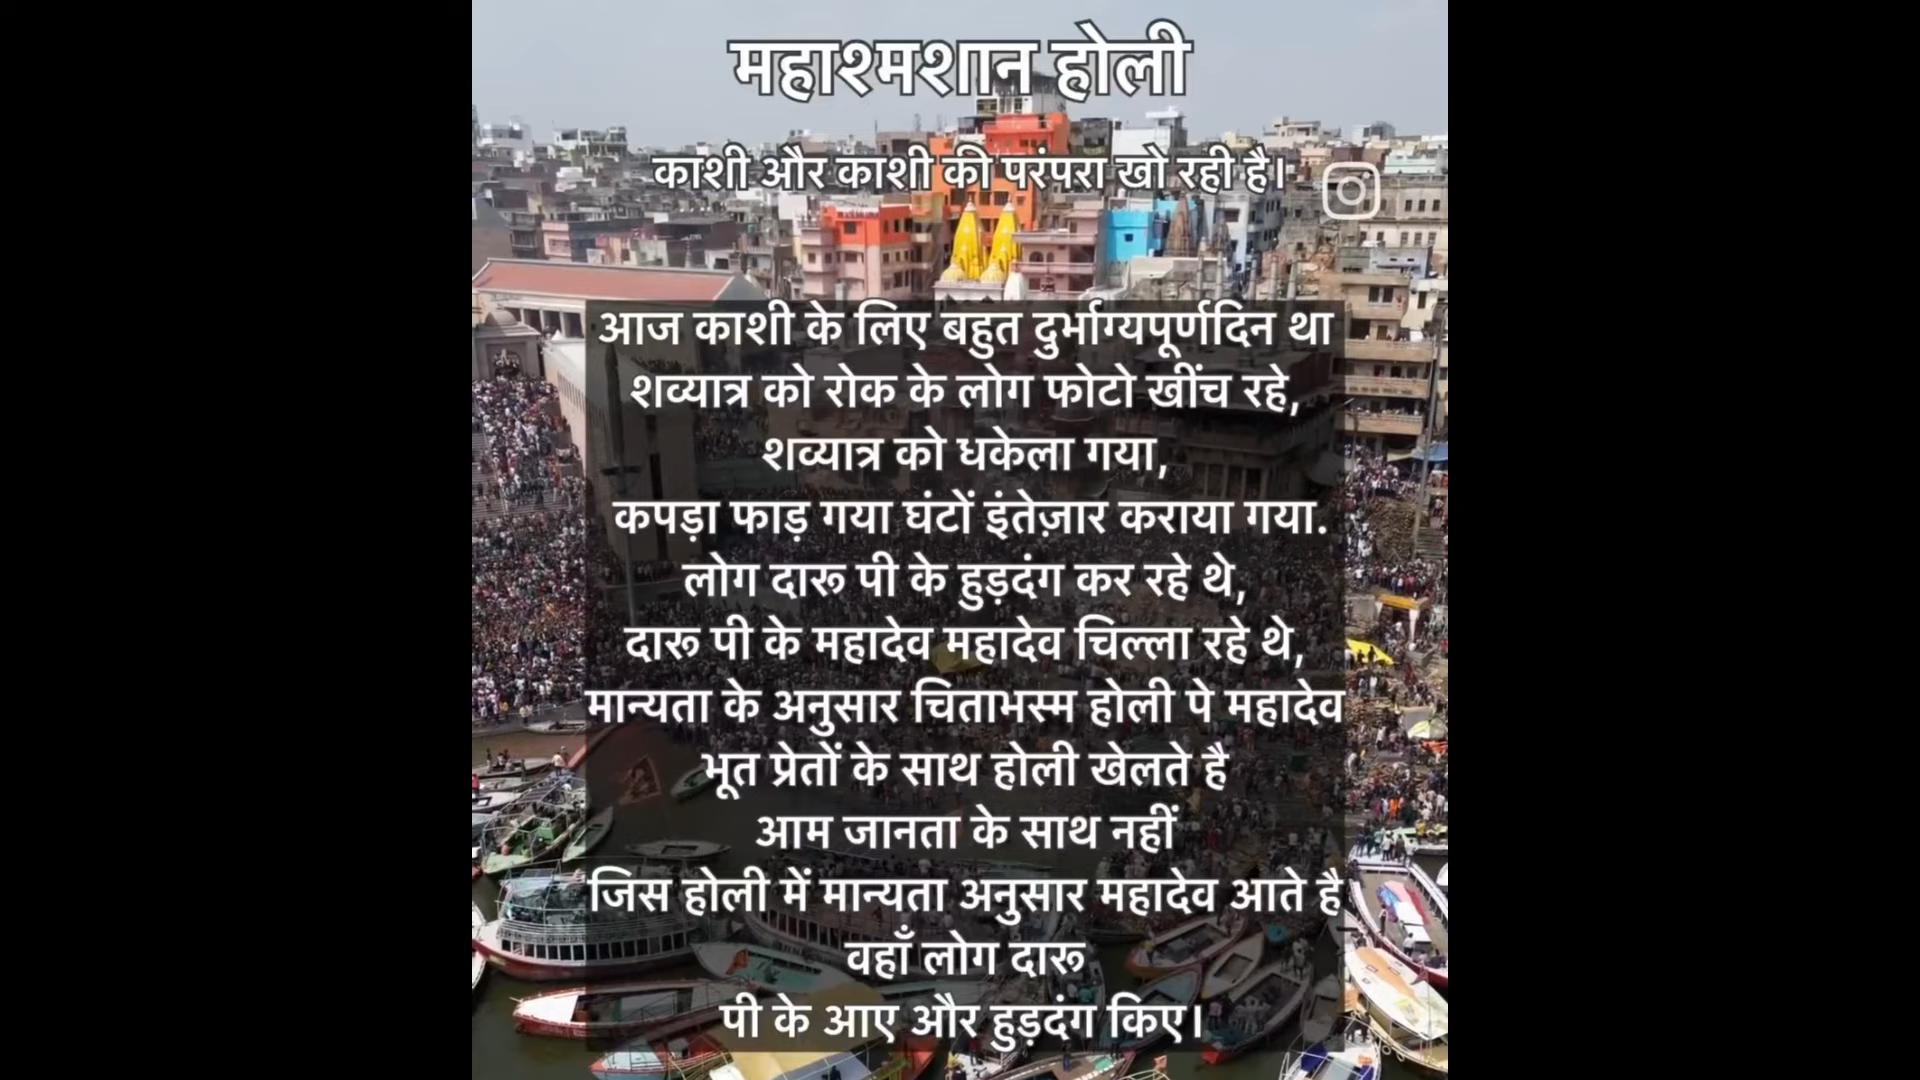 महाश्मशान होली
काशी और काशी की परंपरा खो रही है।
आज काशी के लिए बहुत दुर्भाग्यपूर्णदिन था
शव्यात्र को रोक के लोग फोटो खींच रहे,
शव्यात्र को धकेला गया,
कपड़ा फाड़ गया घंटों इंतेज़ार कराया गया.
लोग दारू पी के हुड़दंग कर रहे थे,
दारू पी के महादेव महादेव चिल्ला रहे थे,
मान्यता के अनुसार चिताभस्म होली पे महादेव
भूत प्रेतों के साथ होली खेलते है
आम जानता के साथ नहीं
जिस होली में मान्यता अनुसार महादेव आते है
वहाँ लोग दारू
पी के आए और हुड़दंग किए।